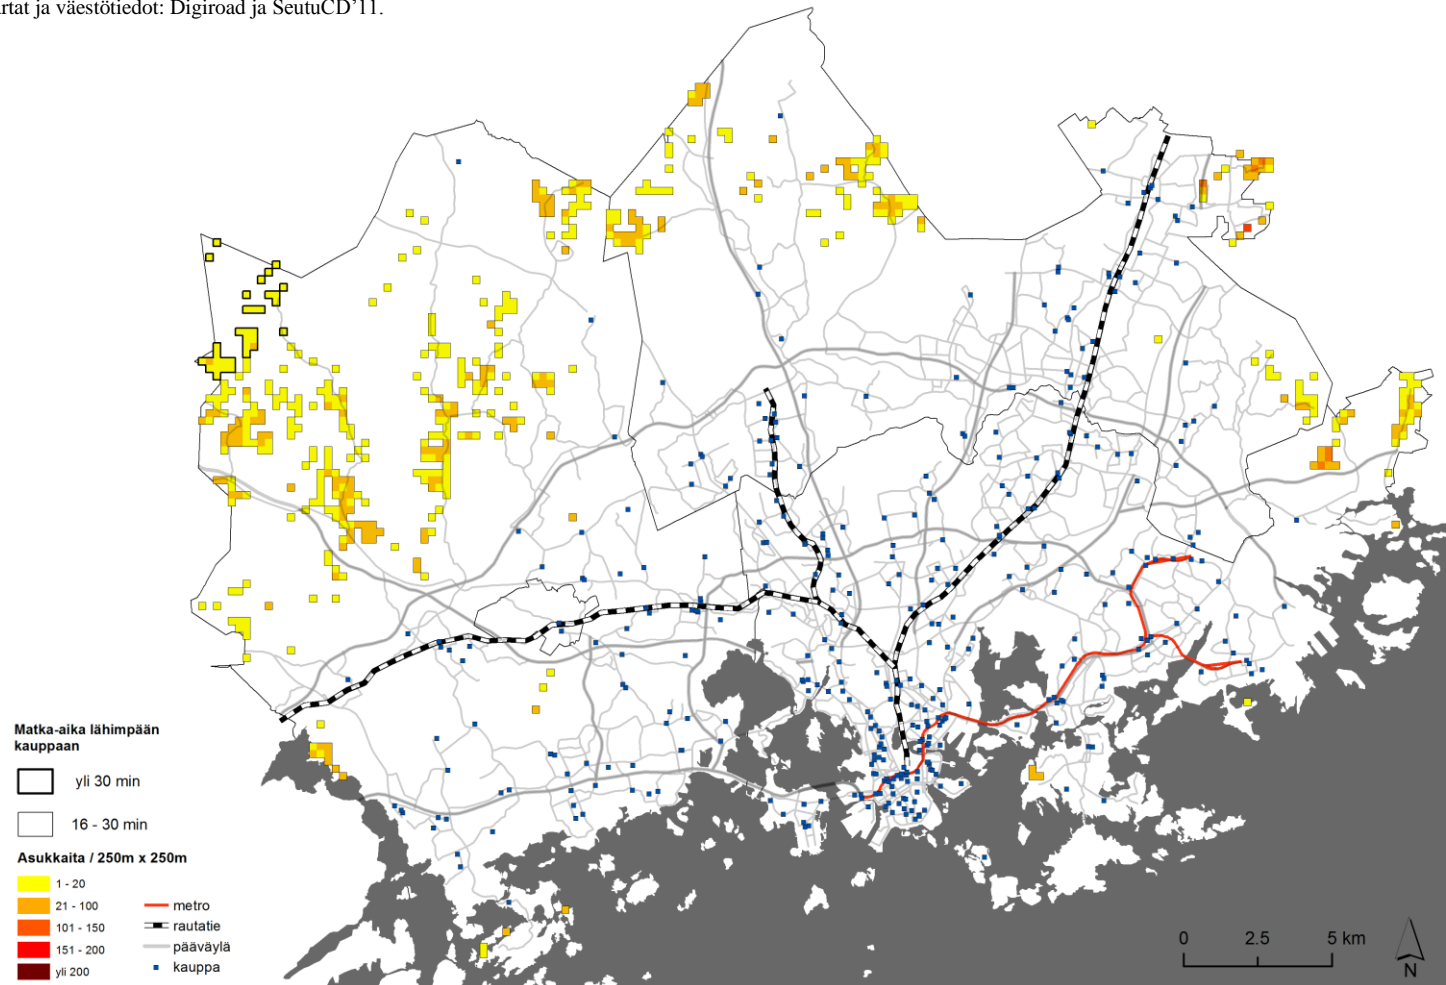 ja väestötiedot: Digiroad ja SeutuCD’11.
Matka-aika lähimpään
kauppaan
yli 30 min
16 - 30 min
Asukkaita / 250m x 250m
1 - 20
21 - 100
101 - 150
151 - 200
yli 200
metro
rautatie
pääväylä
kauppa
0 2.5 5 km
N